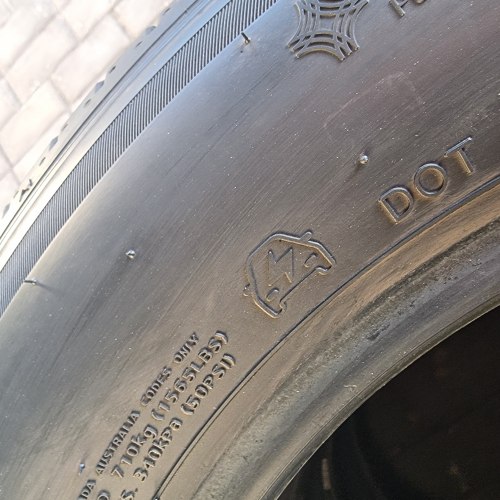 DOT
AUSTRALIA CODES ONLY
710kg (1565LBS)
340kPa (50PSI)